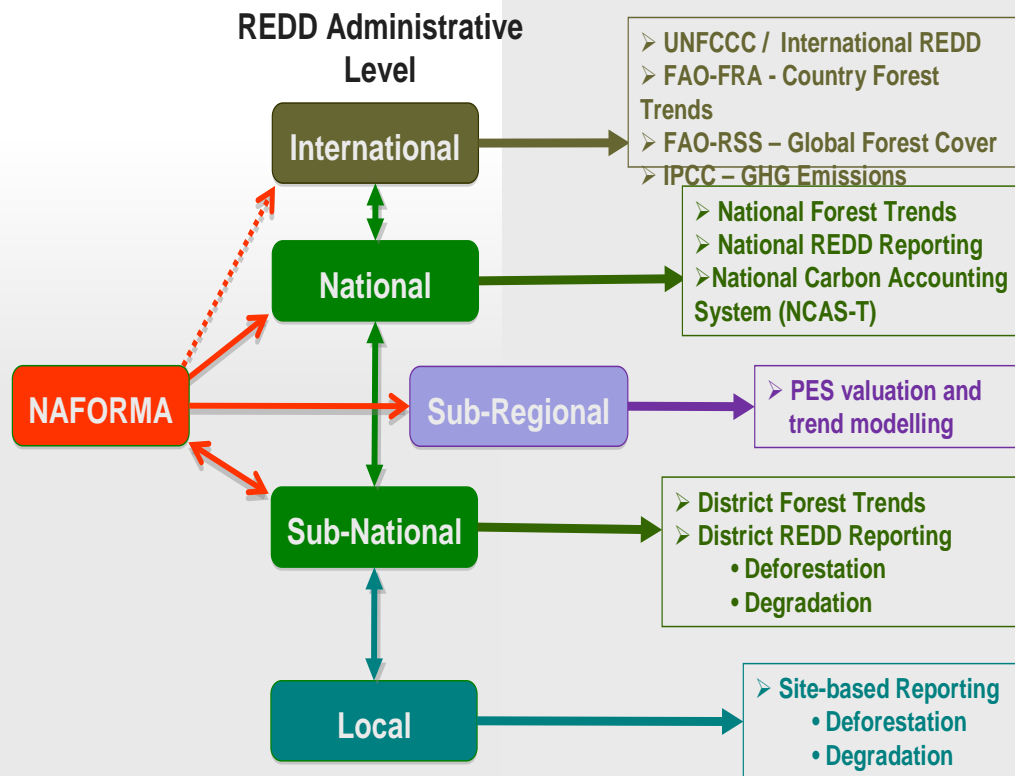 REDD Administrative
Level
International
➢ UNFCCC / International REDD
➢ FAO-FRA - Country Forest
Trends
➢ FAO-RSS – Global Forest Cover
➢ IPCC – GHG Emissions
National
➢ National Forest Trends
➢ National REDD Reporting
➢National Carbon Accounting
System (NCAS-T)
NAFORMA
Sub-Regional
➢ PES valuation and
trend modelling
Sub-National
➢ District Forest Trends
➢ District REDD Reporting
• Deforestation
• Degradation
Local
➢ Site-based Reporting
• Deforestation
• Degradation